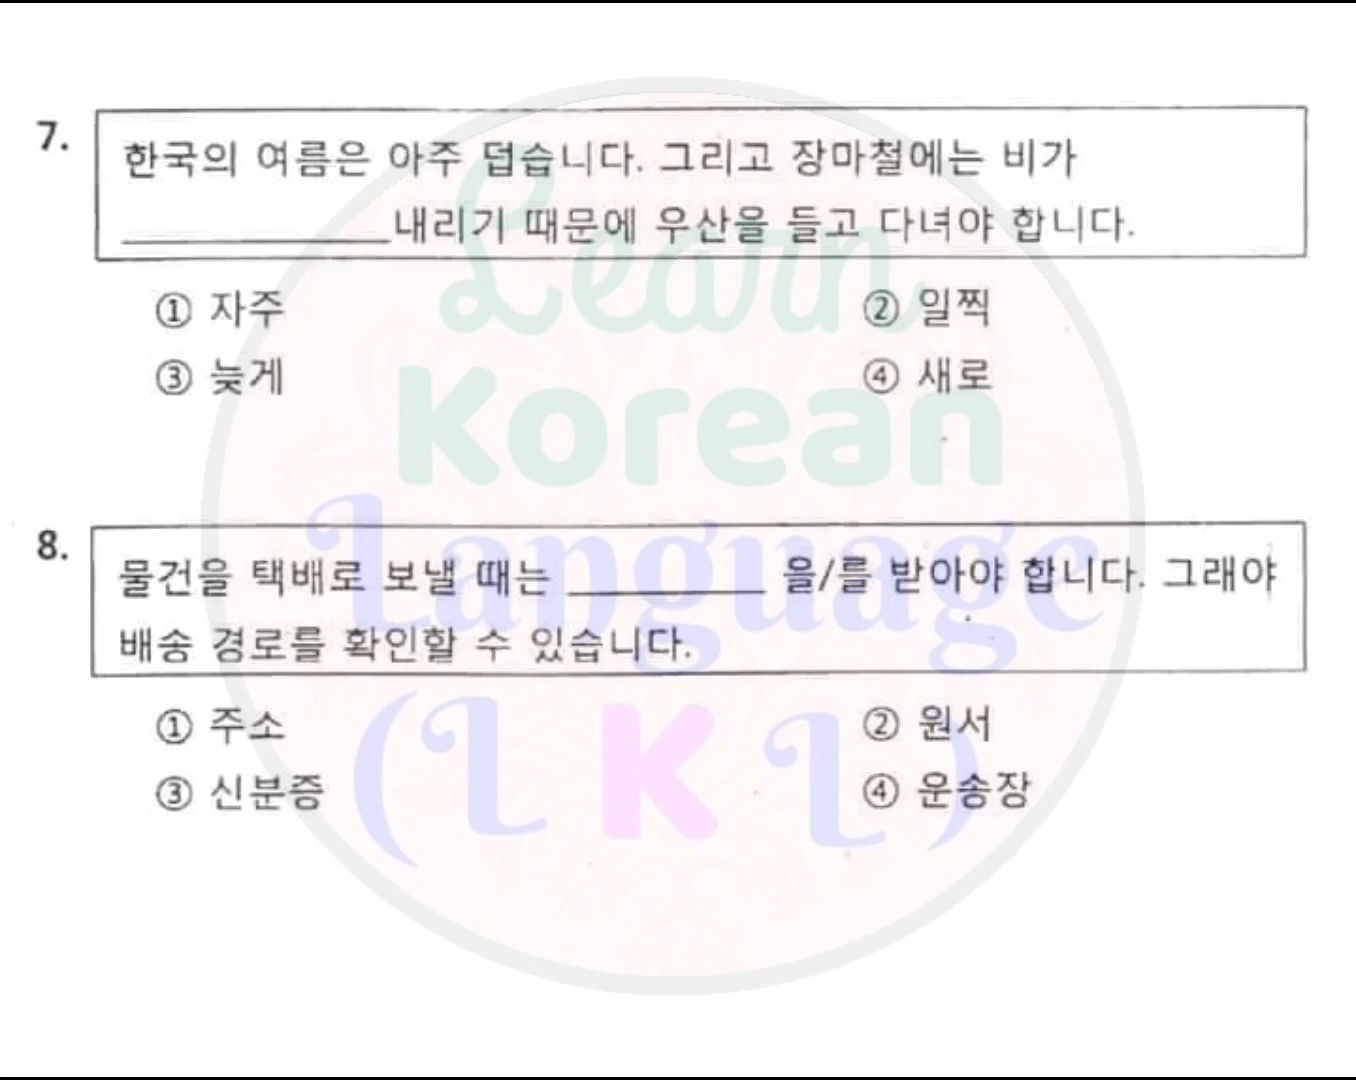 7.
한국의 여름은 아주 덥습니다. 그리고 장마철에는 비가
____________내리기 때문에 우산을 들고 다녀야 합니다.
① 자주 ② 일찍
③ 늦게 ④ 새로
8.
물건을 택배로 보낼 때는 __________ 을/를 받아야 합니다. 그래야
배송 경로를 확인할 수 있습니다.
① 주소 ② 원서
③ 신분증 ④ 운송장
Learn
Korean
Language
(L K L)